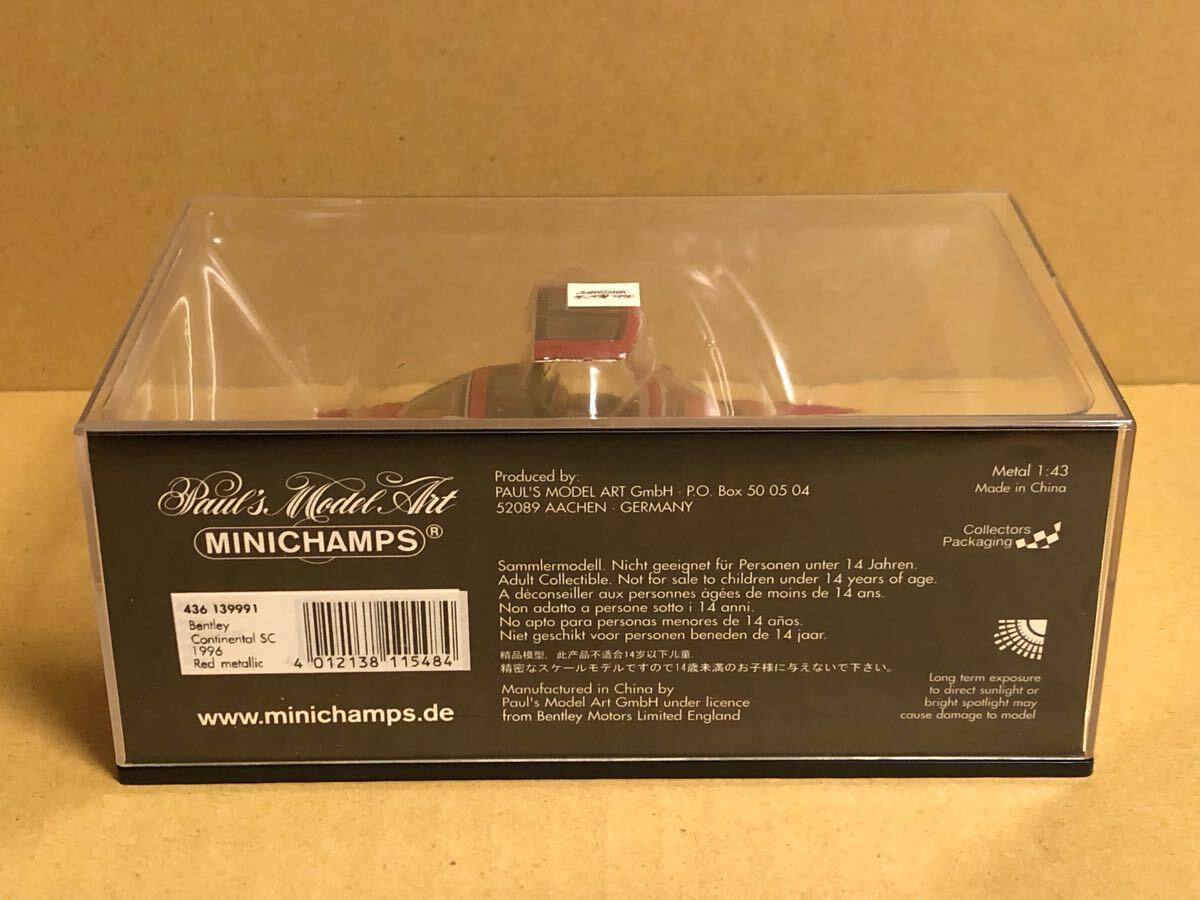 MINICHAMPS
Paul's Model Art
MINICHAMPS®
436 139991
Bentley
Continental SC
1996
Red metallic
4 012138 115484
www.minichamps.de
Produced by:
PAUL'S MODEL ART GmbH · P.O. Box 50 05 04
52089 AACHEN · GERMANY
Sammlermodell. Nicht geeignet für Personen unter 14 Jahren.
Adult Collectible. Not for sale to children under 14 years of age.
A déconseiller aux personnes âgées de moins de 14 ans.
Non adatto a persone sotto i 14 anni.
No apto para personas menores de 14 años.
Niet geschikt voor personen beneden de 14 jaar.
精品模型，此产品不适合14岁以下儿童.
精密なスケールモデルですので14歳未満のお子様に与えないで下さい。
Manufactured in China by
Paul's Model Art GmbH under licence
from Bentley Motors Limited England
Metal 1:43
Made in China
Collectors
Packaging
Long term exposure
to direct sunlight or
bright spotlight may
cause damage to model